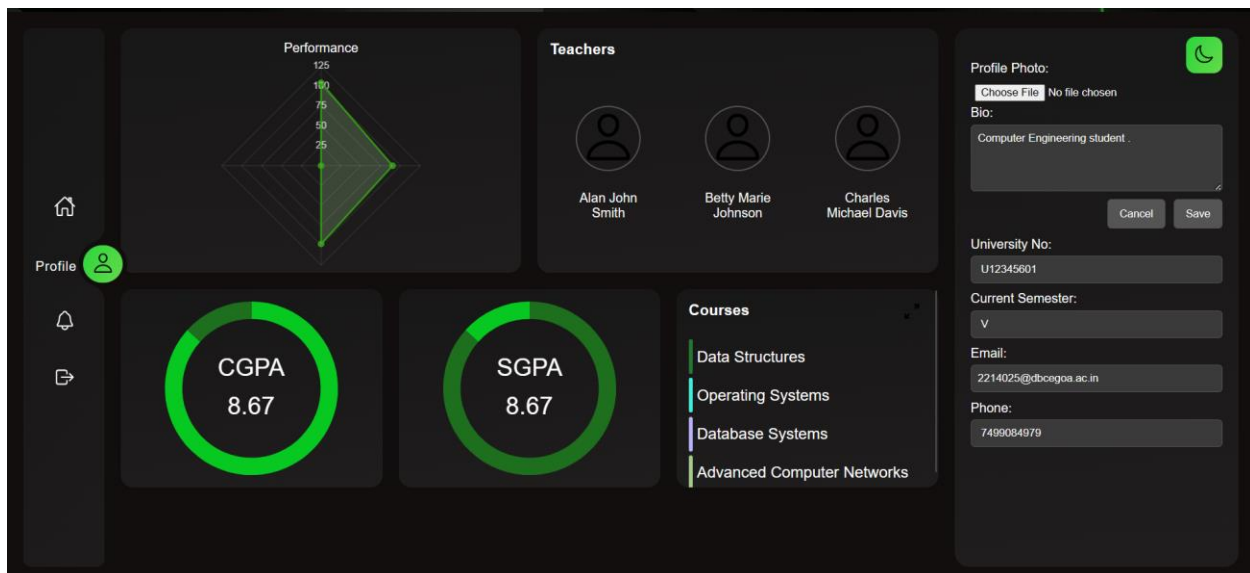 Profile
Performance
125
100
75
50
25
Teachers
Alan John
Smith
Betty Marie
Johnson
Charles
Michael Davis
CGPA
8.67
SGPA
8.67
Courses
Data Structures
Operating Systems
Database Systems
Advanced Computer Networks
Profile Photo:
Choose File No file chosen
Bio:
Computer Engineering student .
Cancel Save
University No:
U12345601
Current Semester:
V
Email:
2214025@dbcegoa.ac.in
Phone:
7499084979